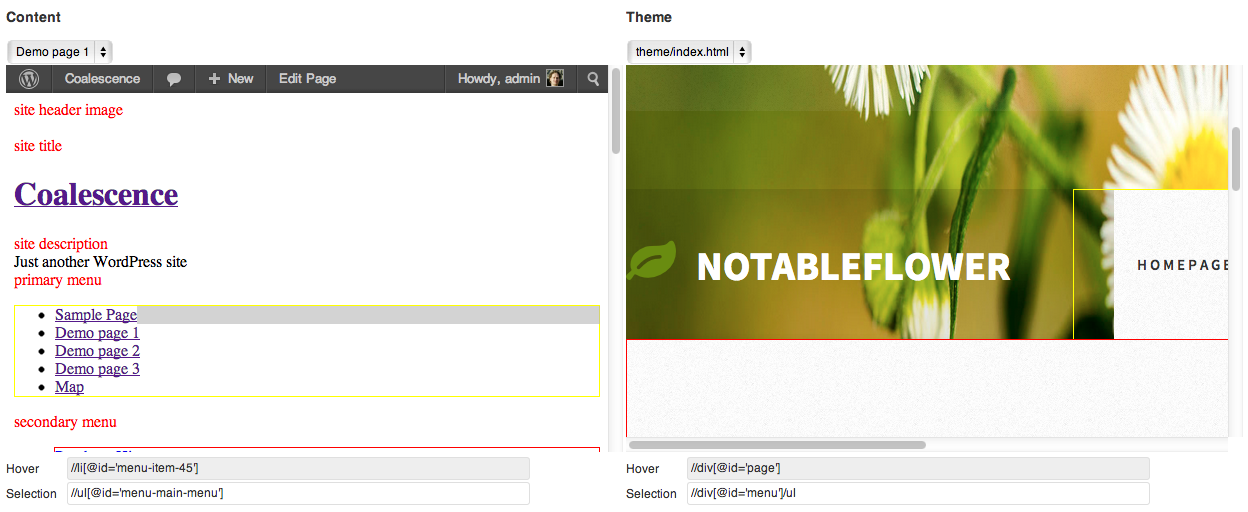 Content
Demo page 1
Coalescence
New
Edit Page
Howdy, admin
site header image
site title
Coalescence
site description
Just another WordPress site
primary menu
Sample Page
Demo page 1
Demo page 2
Demo page 3
Map
secondary menu
Hover
//li[@id='menu-item-45']
Selection
//ul[@id='menu-main-menu']
Theme
theme/index.html
NOTABLEFLOWER
HOMEPAGE
Hover
//div[@id='page']
Selection
//div[@id='menu']/ul